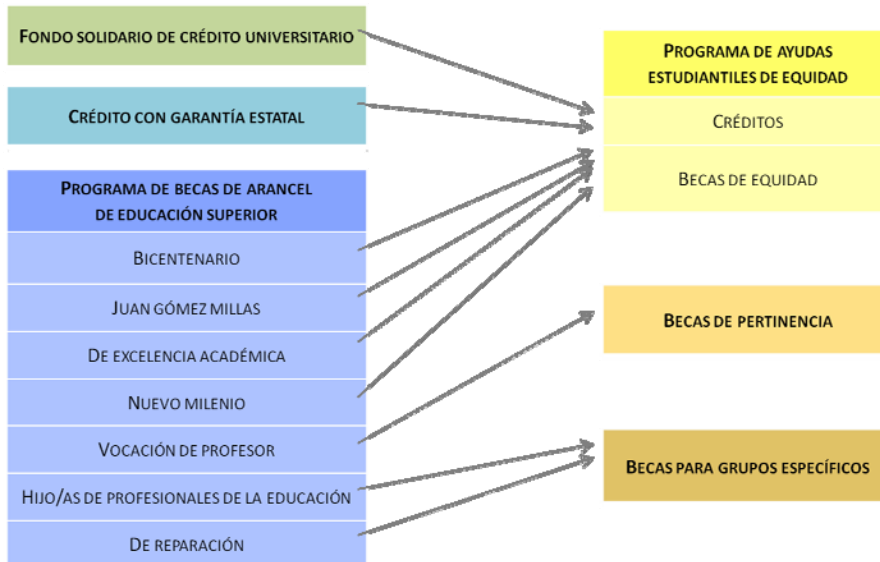 FONDO SOLIDARIO DE CRÉDITO UNIVERSITARIO
CRÉDITO CON GARANTÍA ESTATAL
PROGRAMA DE BECAS DE ARANCEL
DE EDUCACIÓN SUPERIOR
BICENTENARIO
JUAN GÓMEZ MILLAS
DE EXCELENCIA ACADÉMICA
NUEVO MILENIO
VOCACIÓN DE PROFESOR
HIJO/AS DE PROFESIONALES DE LA EDUCACIÓN
DE REPARACIÓN
PROGRAMA DE AYUDAS
ESTUDIANTILES DE EQUIDAD
CRÉDITOS
BECAS DE EQUIDAD
BECAS DE PERTINENCIA
BECAS PARA GRUPOS ESPECÍFICOS